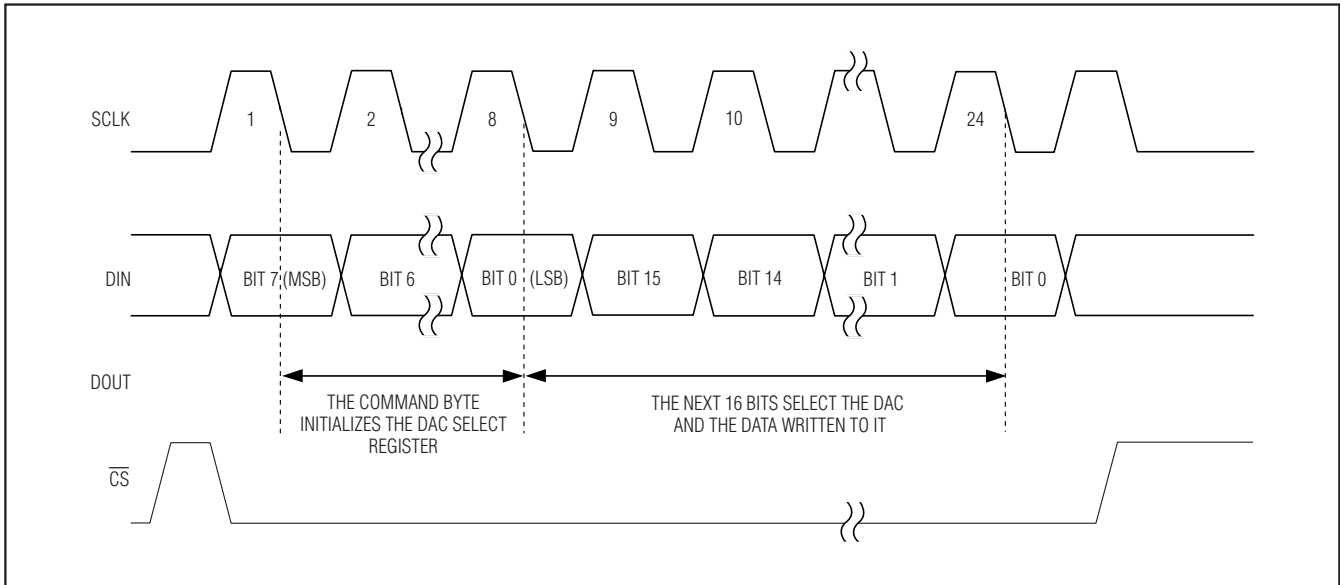 SCLK
1
2
8
9
10
24
DIN
BIT 7 (MSB)
BIT 6
BIT 0 (LSB)
BIT 15
BIT 14
BIT 1
BIT 0
DOUT
THE COMMAND BYTE
INITIALIZES THE DAC SELECT
REGISTER
THE NEXT 16 BITS SELECT THE DAC
AND THE DATA WRITTEN TO IT
CS